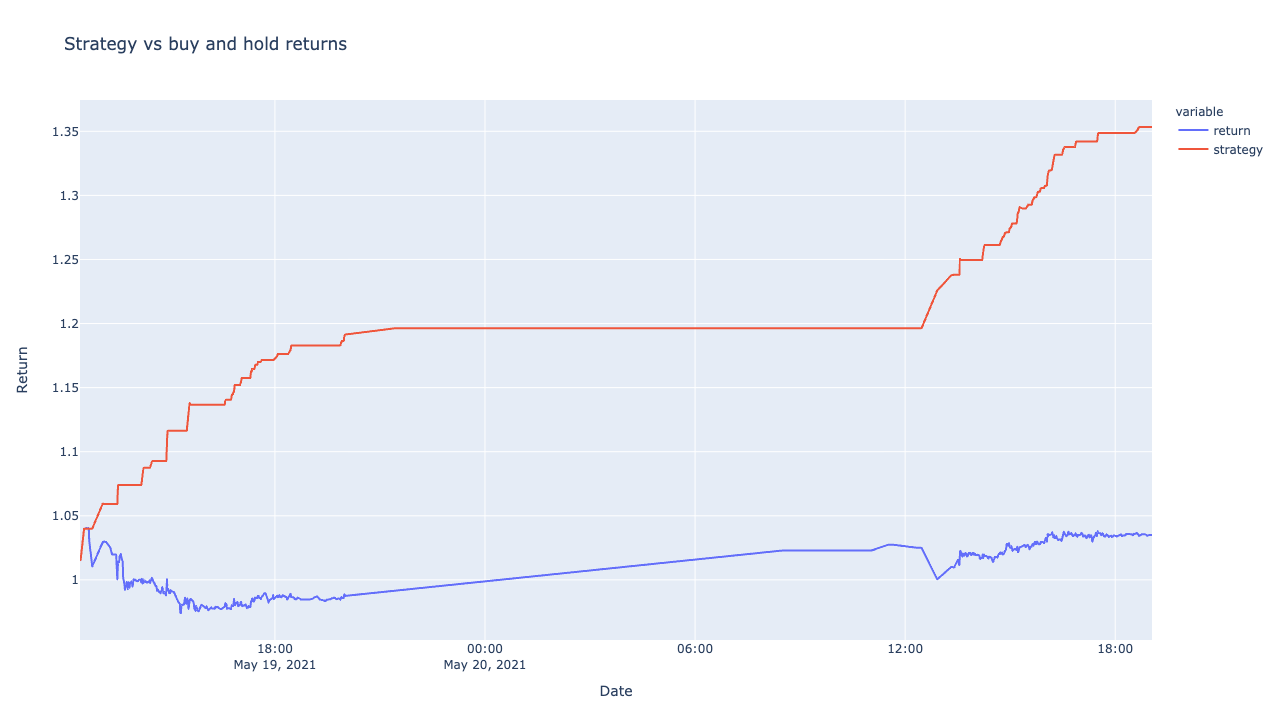 Strategy vs buy and hold returns
variable
return
strategy
Return
1.35
1.3
1.25
1.2
1.15
1.1
1.05
1
18:00
May 19, 2021
00:00
May 20, 2021
06:00
12:00
18:00
Date